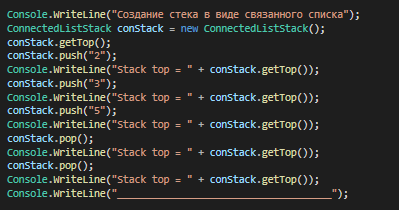 Console.WriteLine("Создание стека в виде связанного списка");
ConnectedListStack conStack = new ConnectedListStack();
conStack.getTop();
conStack.push("2");
Console.WriteLine("Stack top = " + conStack.getTop());
conStack.push("3");
Console.WriteLine("Stack top = " + conStack.getTop());
conStack.push("5");
Console.WriteLine("Stack top = " + conStack.getTop());
conStack.pop();
Console.WriteLine("Stack top = " + conStack.getTop());
conStack.pop();
Console.WriteLine("Stack top = " + conStack.getTop());
Console.WriteLine("___________________________________");